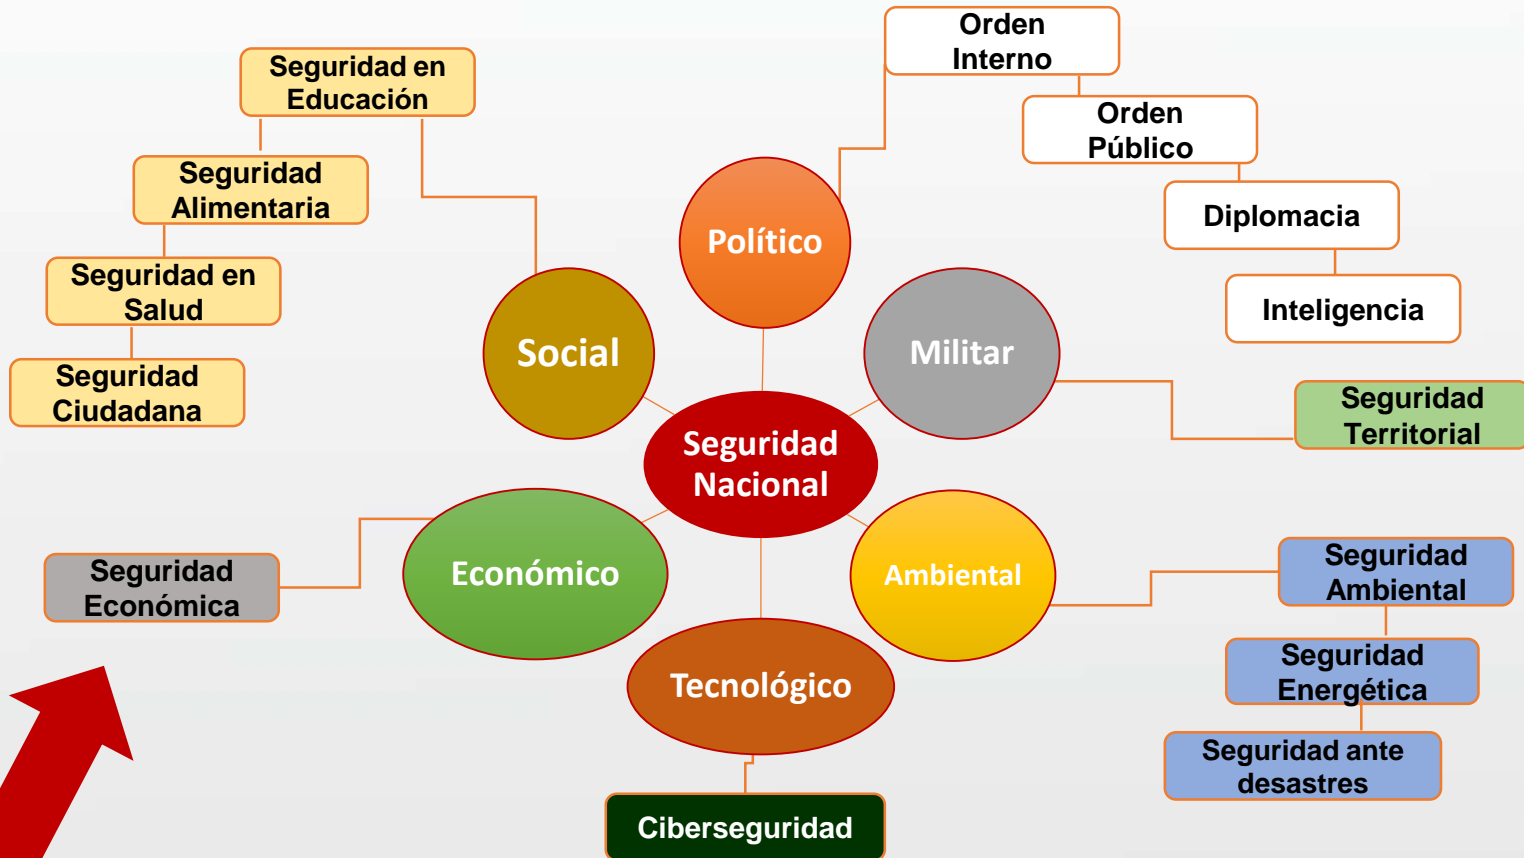 Orden
Interno
Seguridad en
Educación
Orden
Público
Seguridad
Alimentaria
Diplomacia
Político
Seguridad en
Salud
Inteligencia
Social
Militar
Seguridad
Ciudadana
Seguridad
Territorial
Seguridad
Nacional
Seguridad
Económica
Económico
Ambiental
Seguridad
Ambiental
Seguridad
Energética
Tecnológico
Seguridad ante
desastres
Ciberseguridad